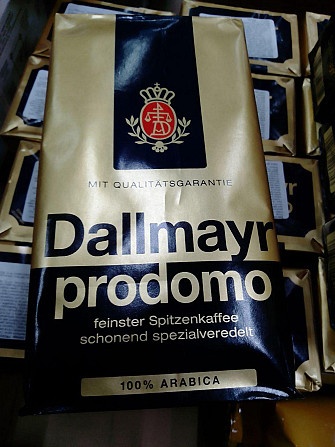 MIT QUALITÄTSGARANTIE
Dallmayr
prodomo
feinster Spitzenkaffee
schonend spezialveredelt
100% ARABICA